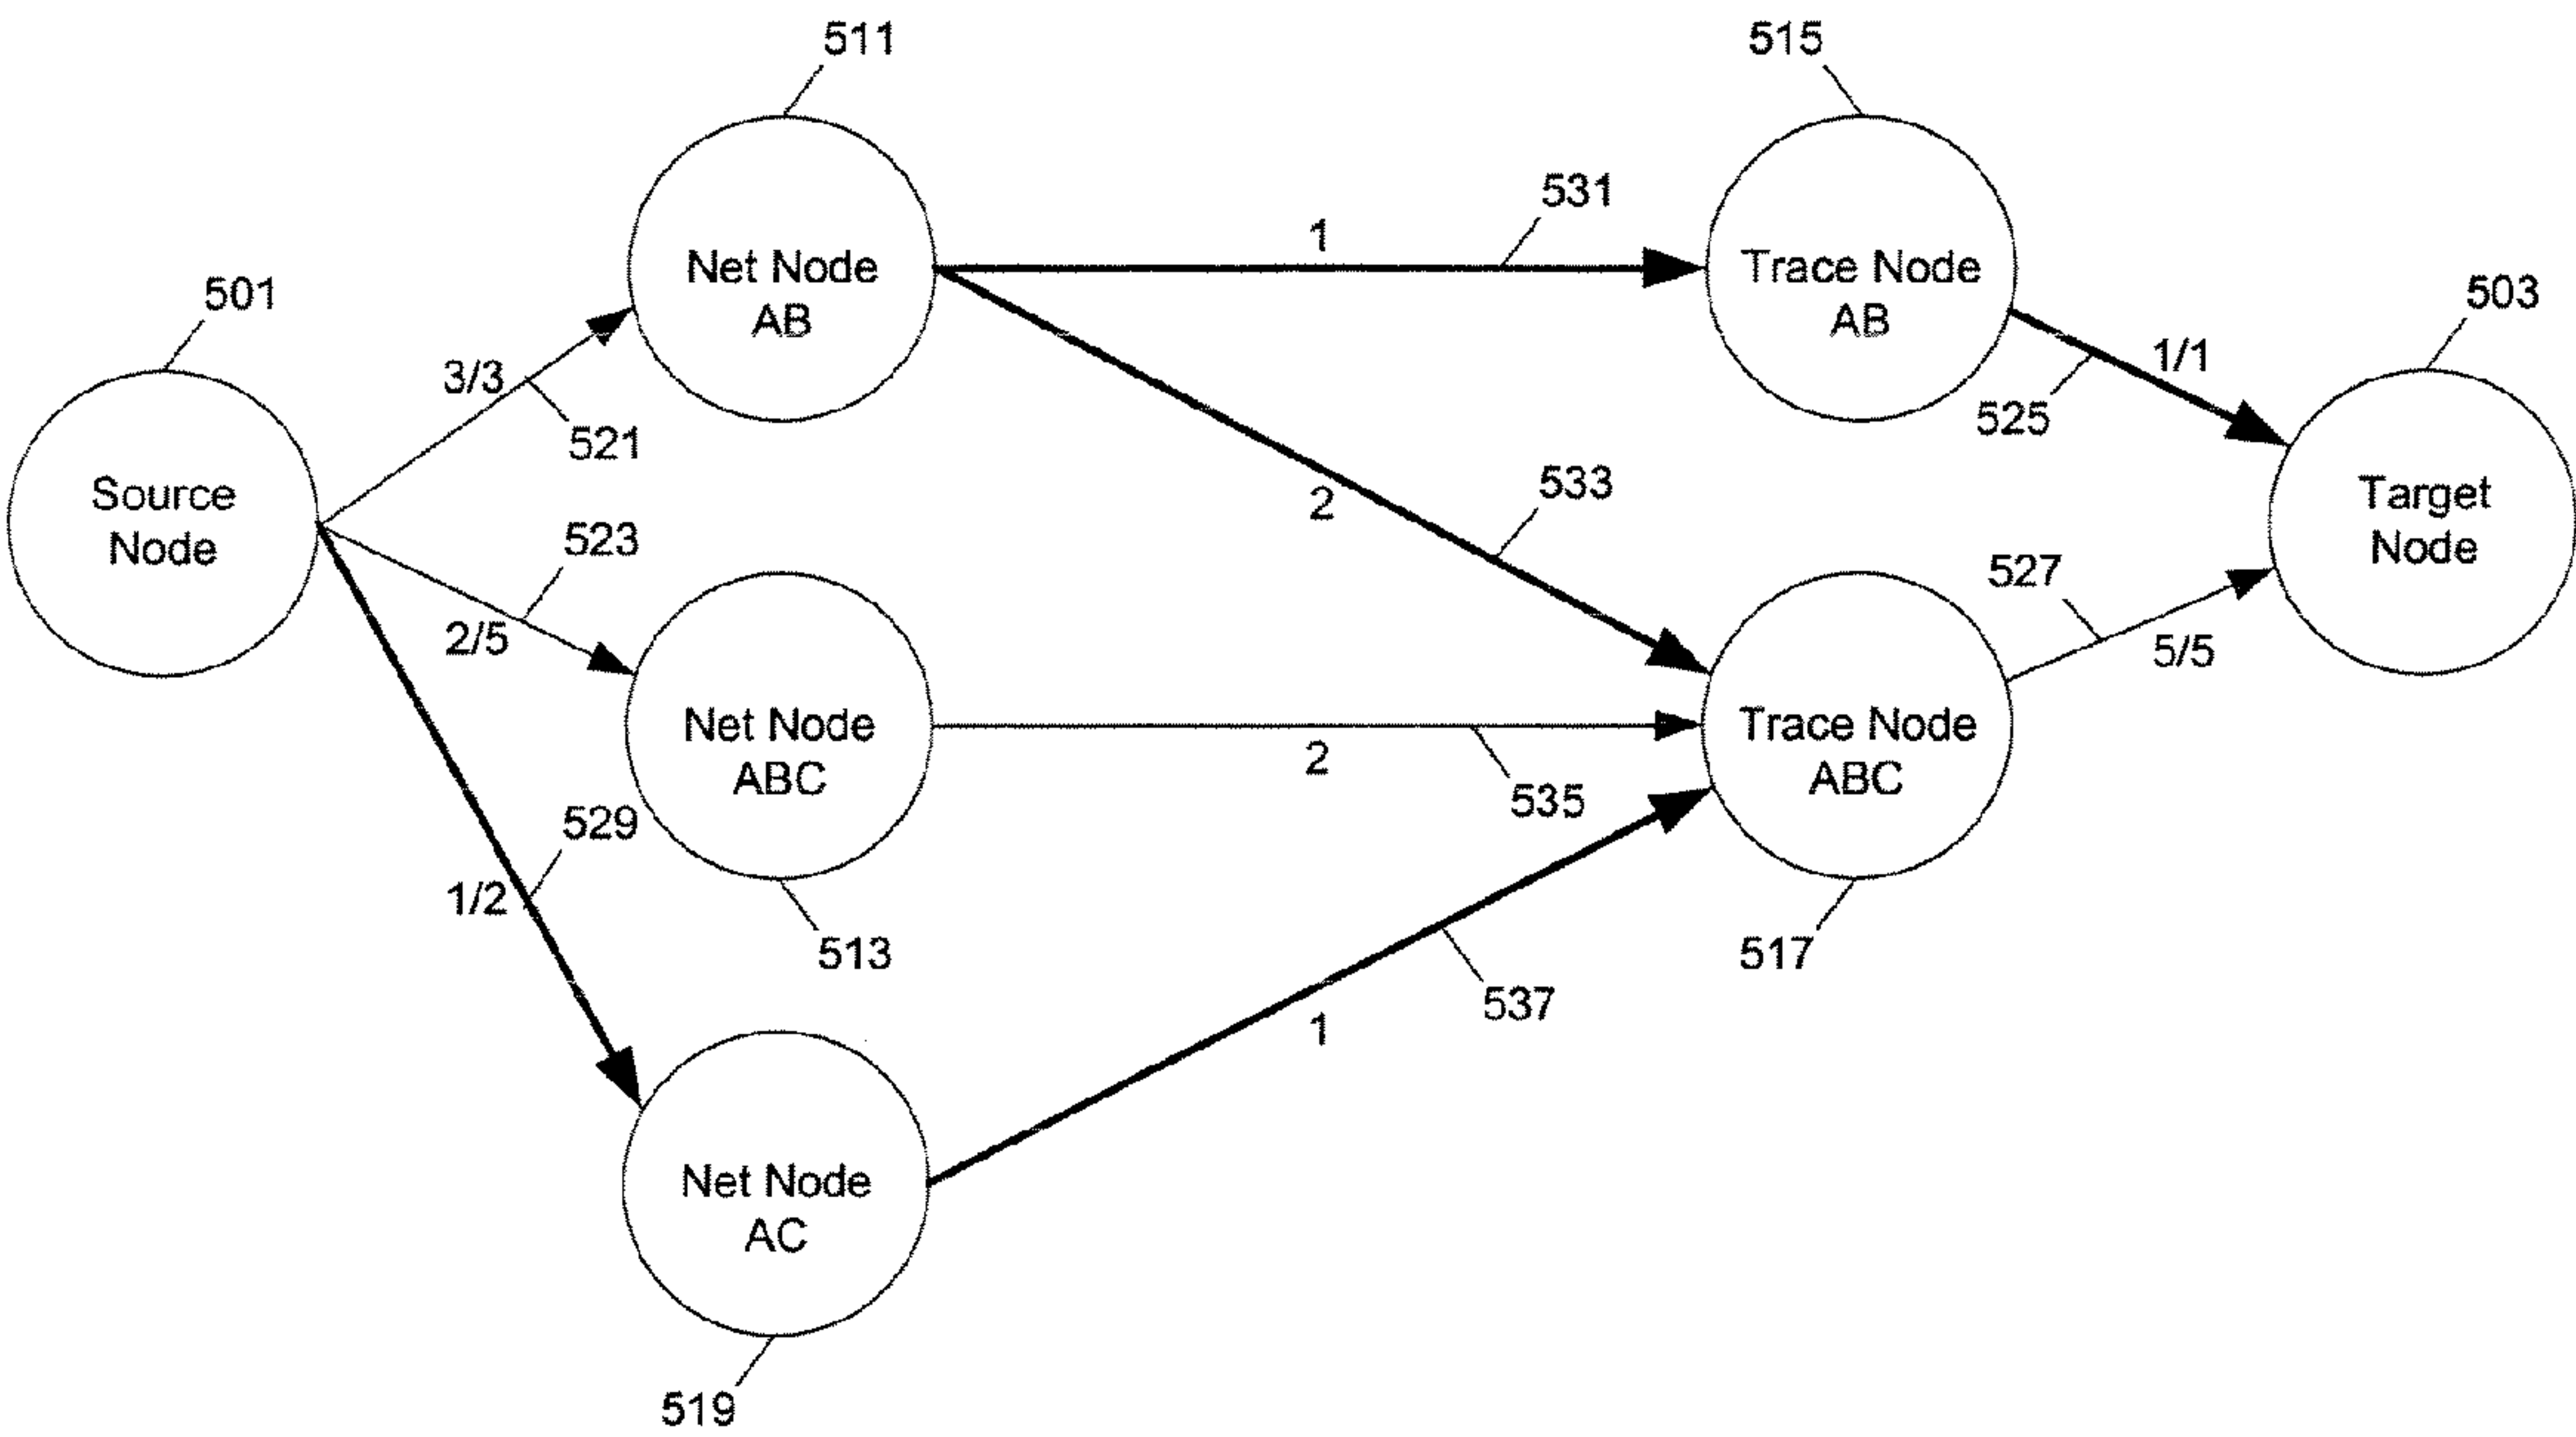 511
515
531
1
501
Net Node
AB
Trace Node
AB
503
3/3
1/1
521
525
Source
Node
533
2
Target
Node
523
527
2/5
5/5
Net Node
ABC
2
Trace Node
ABC
535
529
1/2
513
517
537
1
Net Node
AC
519